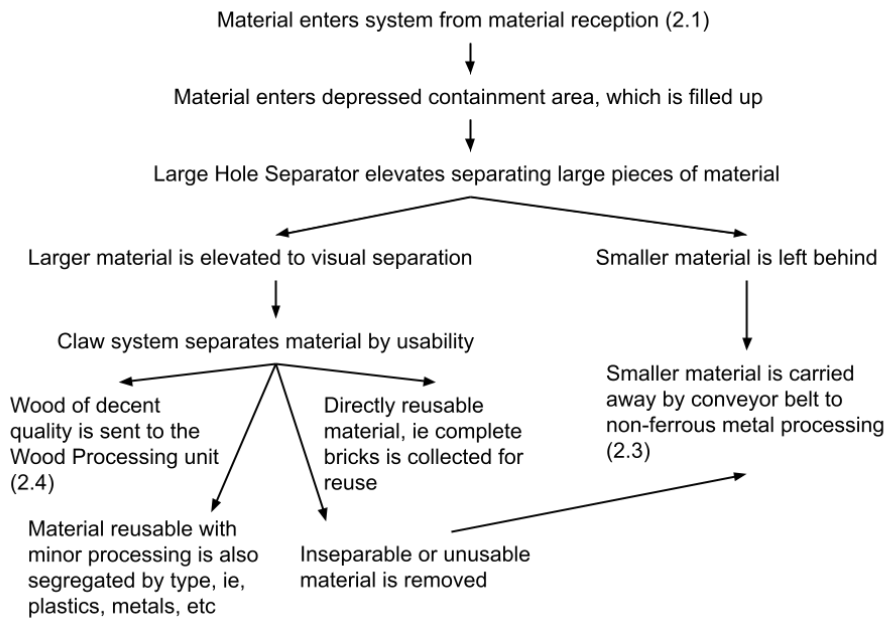 Material enters system from material reception (2.1)
Material enters depressed containment area, which is filled up
Large Hole Separator elevates separating large pieces of material
Larger material is elevated to visual separation
Smaller material is left behind
Claw system separates material by usability
Smaller material is carried
away by conveyor belt to
non-ferrous metal processing
(2.3)
Wood of decent
quality is sent to the
Wood Processing unit
(2.4)
Directly reusable
material, ie complete
bricks is collected for
reuse
Material reusable with
minor processing is also
segregated by type, ie,
plastics, metals, etc
Inseparable or unusable
material is removed